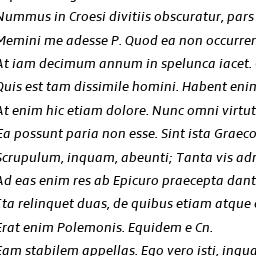 Nummus in Croesi divitiis obscuratur, pars
Memini me adesse P. Quod ea non occurrer
At iam decimum annum in spelunca iacet.
Quis est tam dissimile homini. Habent enin
At enim hic etiam dolore. Nunc omni virtut
Ea possunt paria non esse. Sint ista Graeco
Scrupulum, inquam, abeunti; Tanta vis adr
Ad eas enim res ab Epicuro praecepta dant
Ita relinquet duas, de quibus etiam atque
Erat enim Polemonis. Equidem e Cn.
Eam stabilem appellas. Ego vero isti, inqua